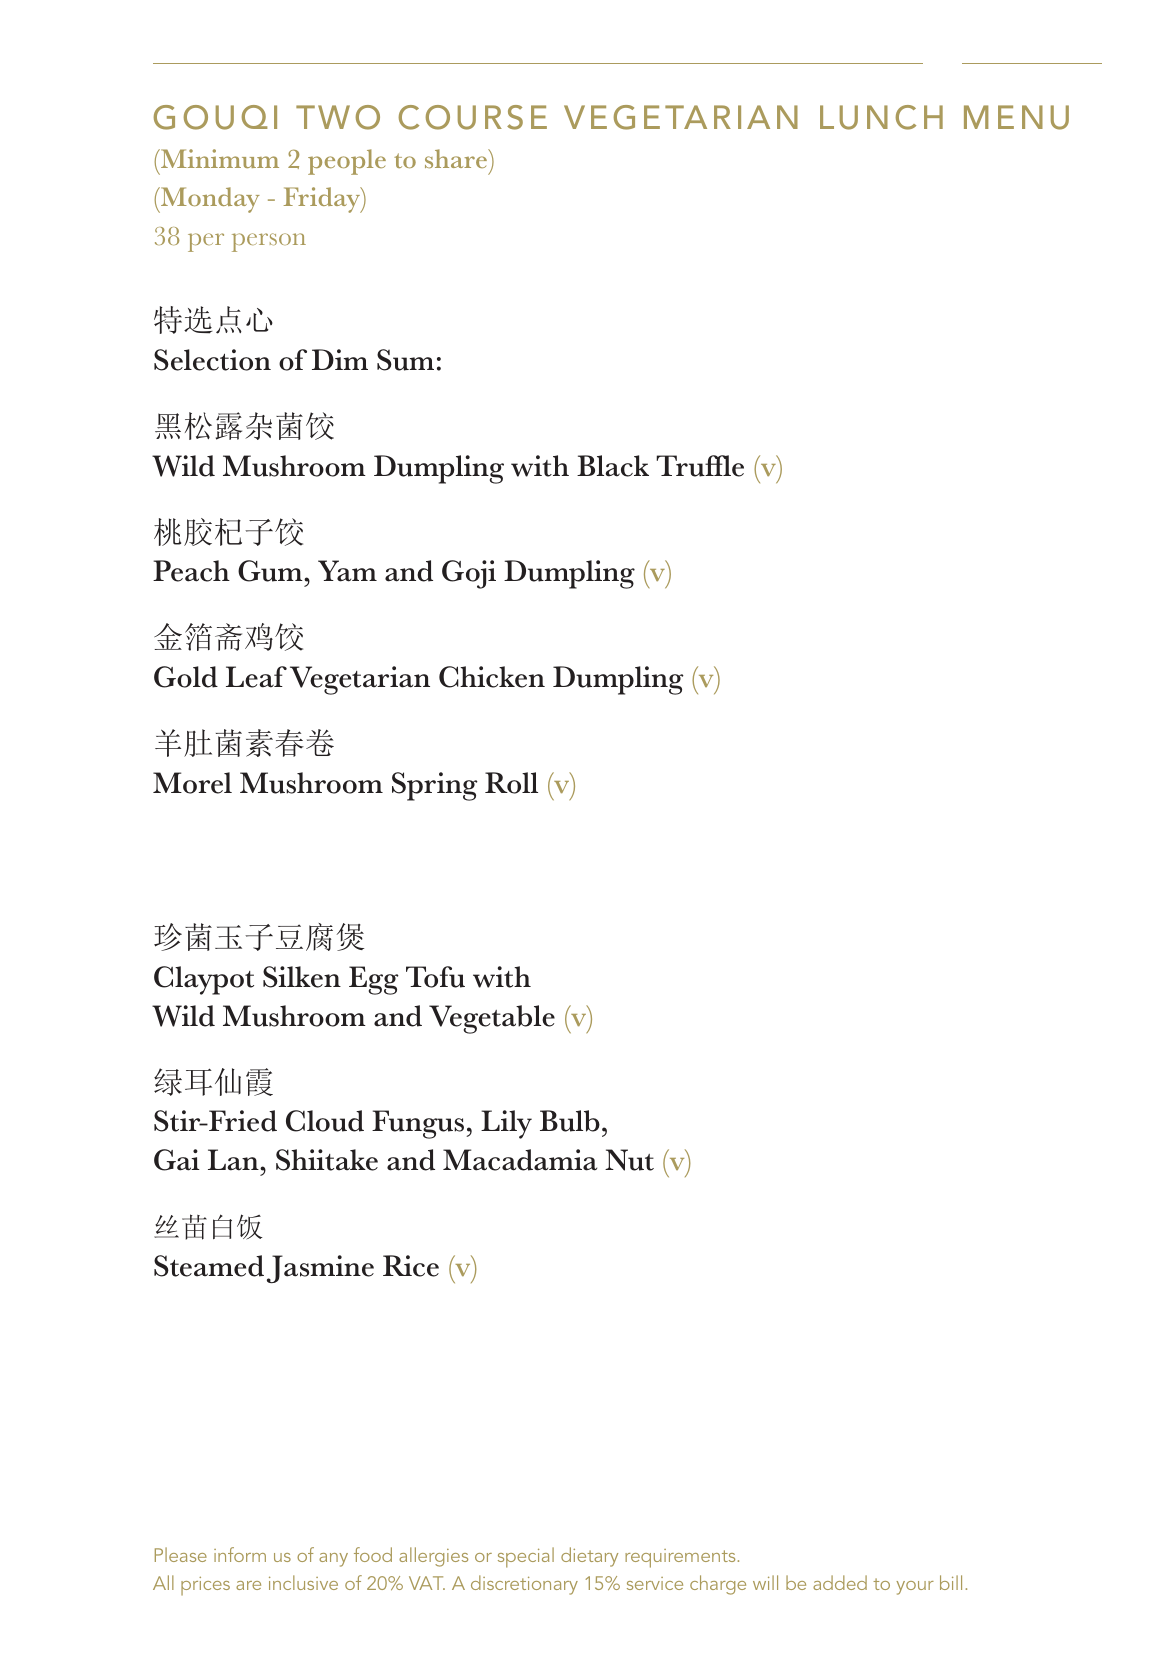 GOUQI TWO COURSE VEGETARIAN LUNCH MENU
(Minimum 2 people to share)
(Monday - Friday)
38 per person
特选点心
Selection of Dim Sum:
黑松露杂菌饺
Wild Mushroom Dumpling with Black Truffle (v)
桃胶杞子饺
Peach Gum, Yam and Goji Dumpling (v)
金箔斋鸡饺
Gold Leaf Vegetarian Chicken Dumpling (v)
羊肚菌素春卷
Morel Mushroom Spring Roll (v)
珍菌玉子豆腐煲
Claypot Silken Egg Tofu with
Wild Mushroom and Vegetable (v)
绿耳仙霞
Stir-Fried Cloud Fungus, Lily Bulb,
Gai Lan, Shiitake and Macadamia Nut (v)
丝苗白饭
Steamed Jasmine Rice (v)
Please inform us of any food allergies or special dietary requirements.
All prices are inclusive of 20% VAT. A discretionary 15% service charge will be added to your bill.